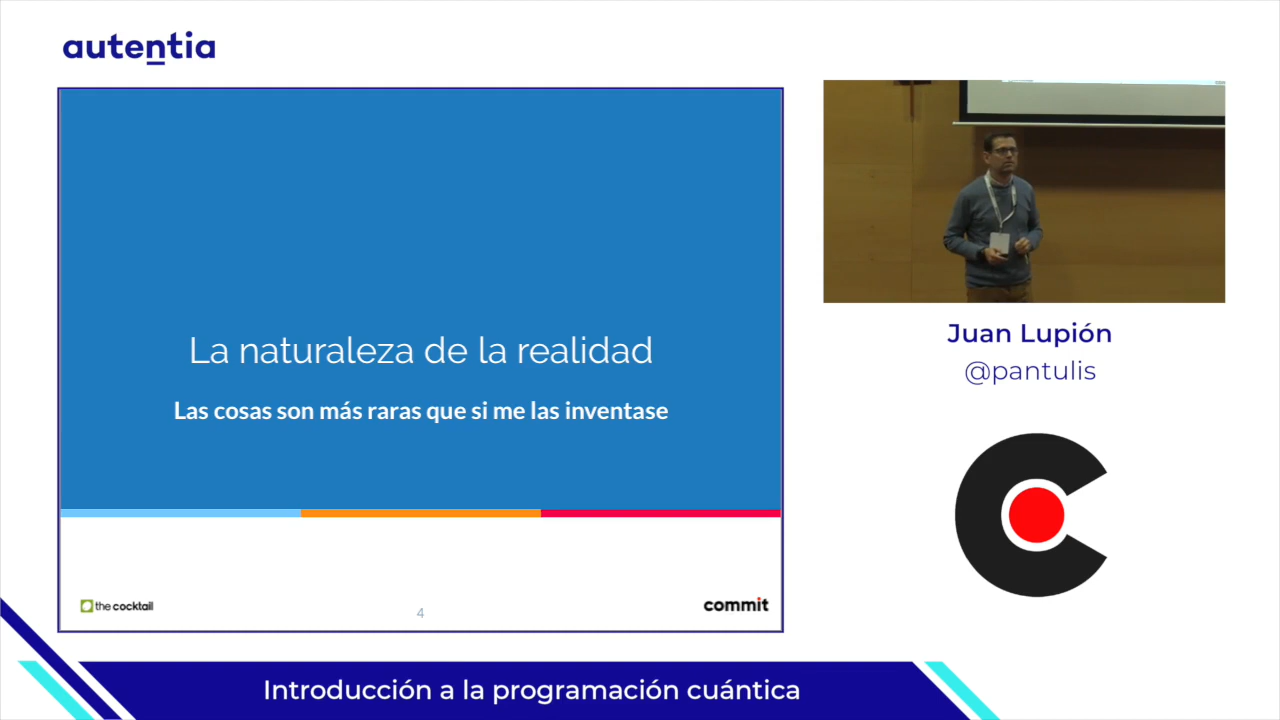 autentia
La naturaleza de la realidad
Las cosas son más raras que si me las inventase
the cocktail
4
commit
Juan Lupión
@pantulis
Introducción a la programación cuántica